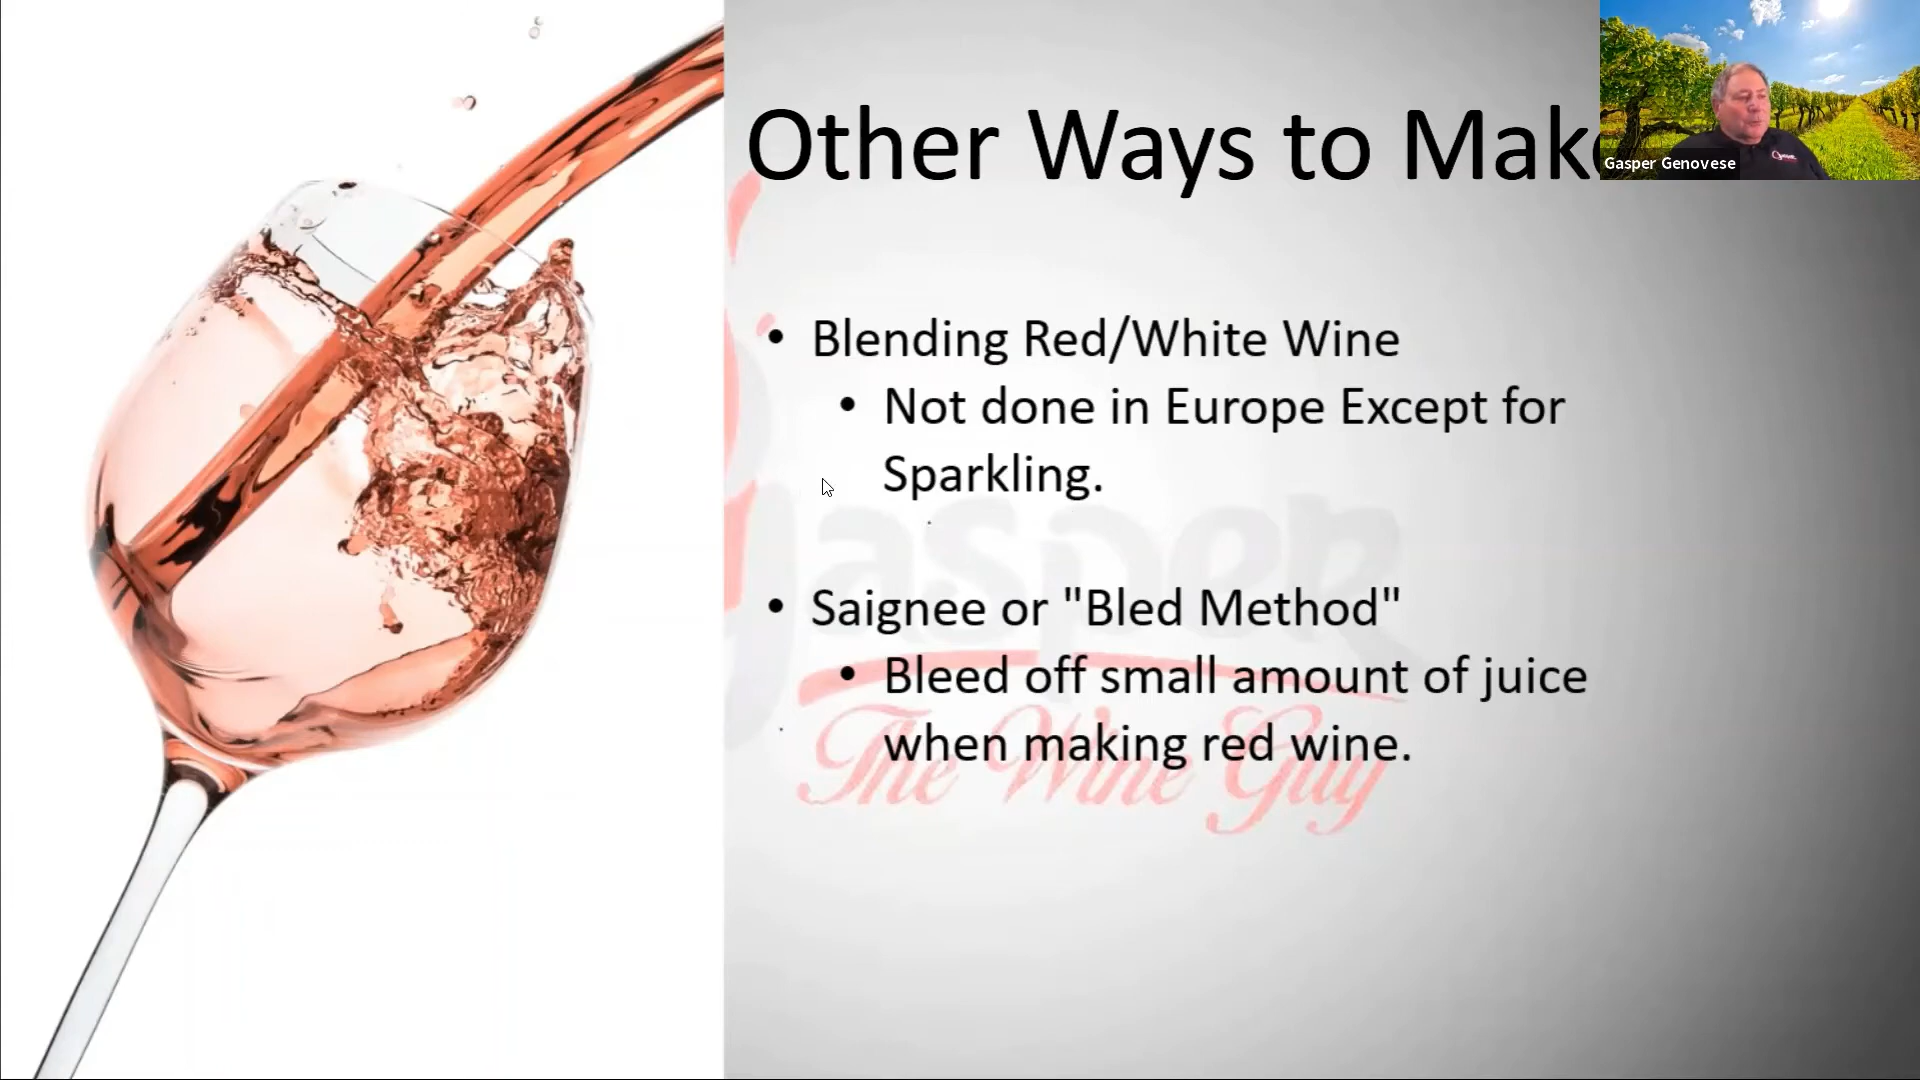 Other Ways to Make
Gasper Genovese
• Blending Red/White Wine
• Not done in Europe Except for
Sparkling.
• Saignee or "Bled Method"
• Bleed off small amount of juice
when making red wine.
Gasper
The Wine Guy